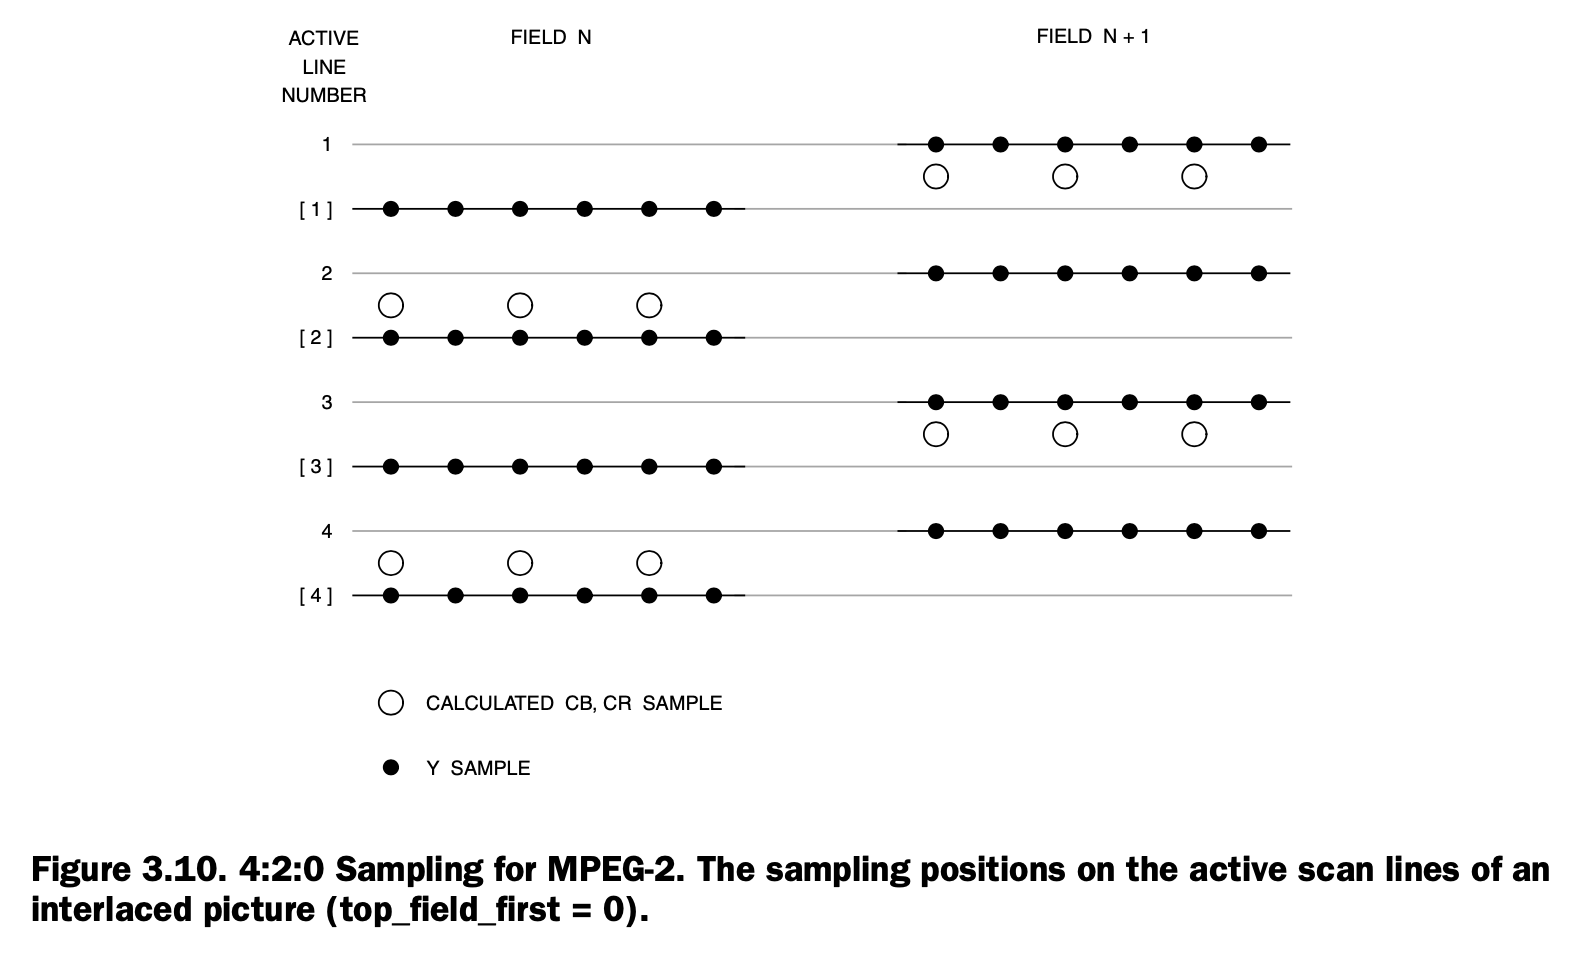 ACTIVE
LINE
NUMBER
FIELD N
FIELD N + 1
1
[ 1 ]
2
[ 2 ]
3
[ 3 ]
4
[ 4 ]
CALCULATED CB, CR SAMPLE
Y SAMPLE
Figure 3.10. 4:2:0 Sampling for MPEG-2. The sampling positions on the active scan lines of an
interlaced picture (top_field_first = 0).